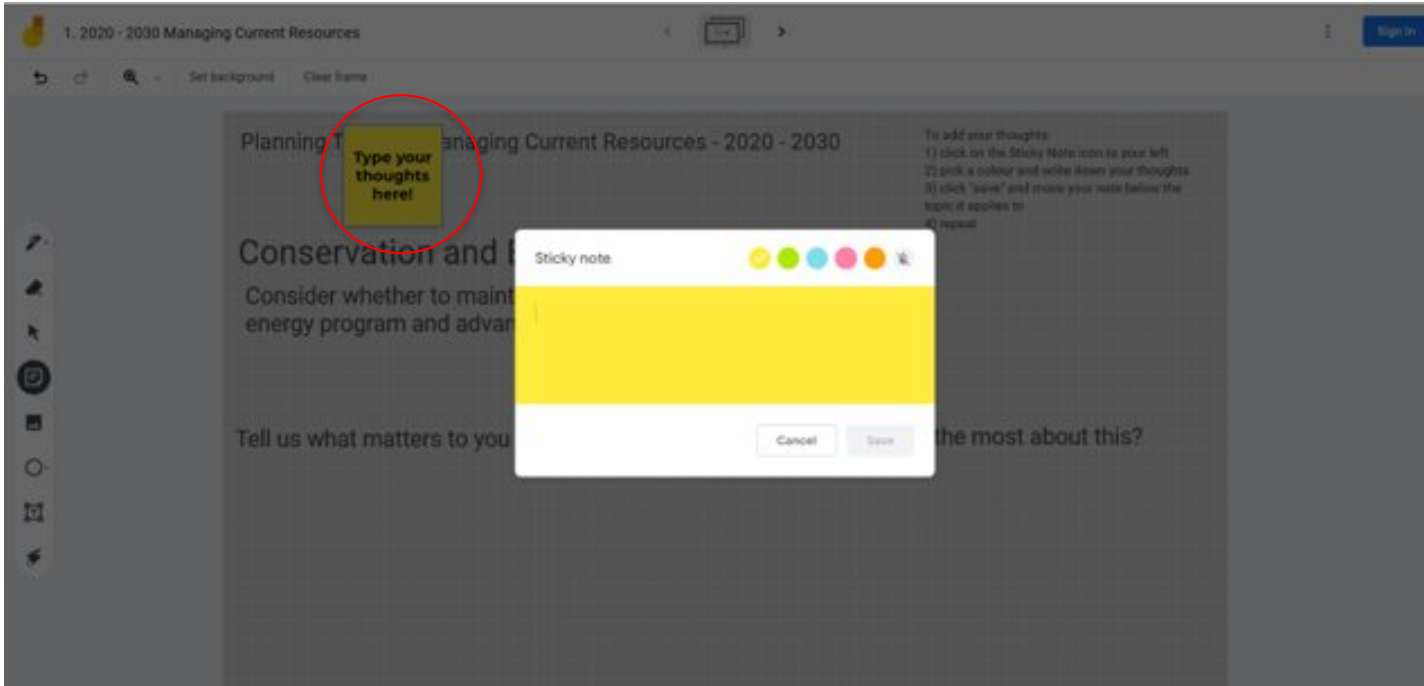 1. 2020 - 2030 Managing Current Resources
Sign in
Set background
Clear frame
Planning T
anaging Current Resources - 2020 - 2030
Type your
thoughts
here!
To add your thoughts:
1) click on the Sticky Note icon to your left
2) pick a colour and write down your thoughts
3) click "save" and move your note below the
topic it applies to
4) repeat
Conservation and E
Consider whether to maint
energy program and advan
Sticky note
Cancel
Save
Tell us what matters to you
the most about this?